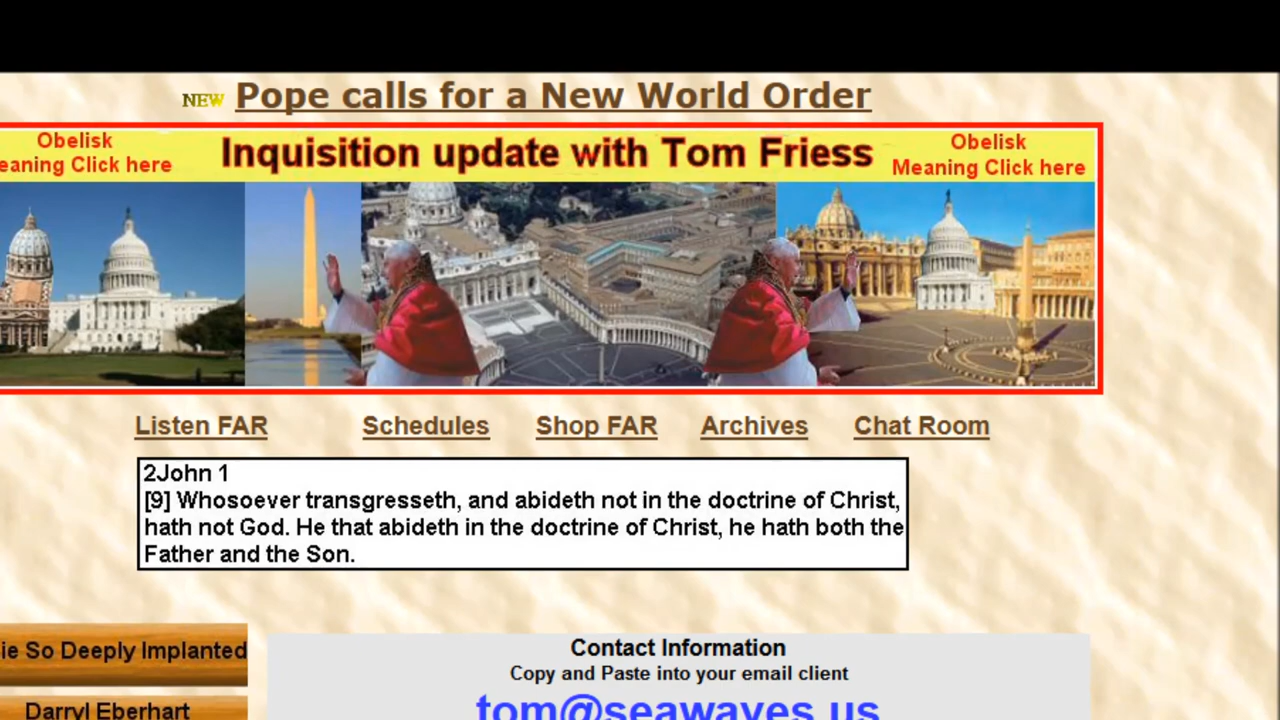 NEW Pope calls for a New World Order
Obelisk
Meaning Click here
Inquisition update with Tom Friess
Obelisk
Meaning Click here
Listen FAR Schedules Shop FAR Archives Chat Room
2John 1
[9] Whosoever transgresseth, and abideth not in the doctrine of Christ,
hath not God. He that abideth in the doctrine of Christ, he hath both the
Father and the Son.
ie So Deeply Implanted
Darryl Eberhart
Contact Information
Copy and Paste into your email client
tom@seawaves.us